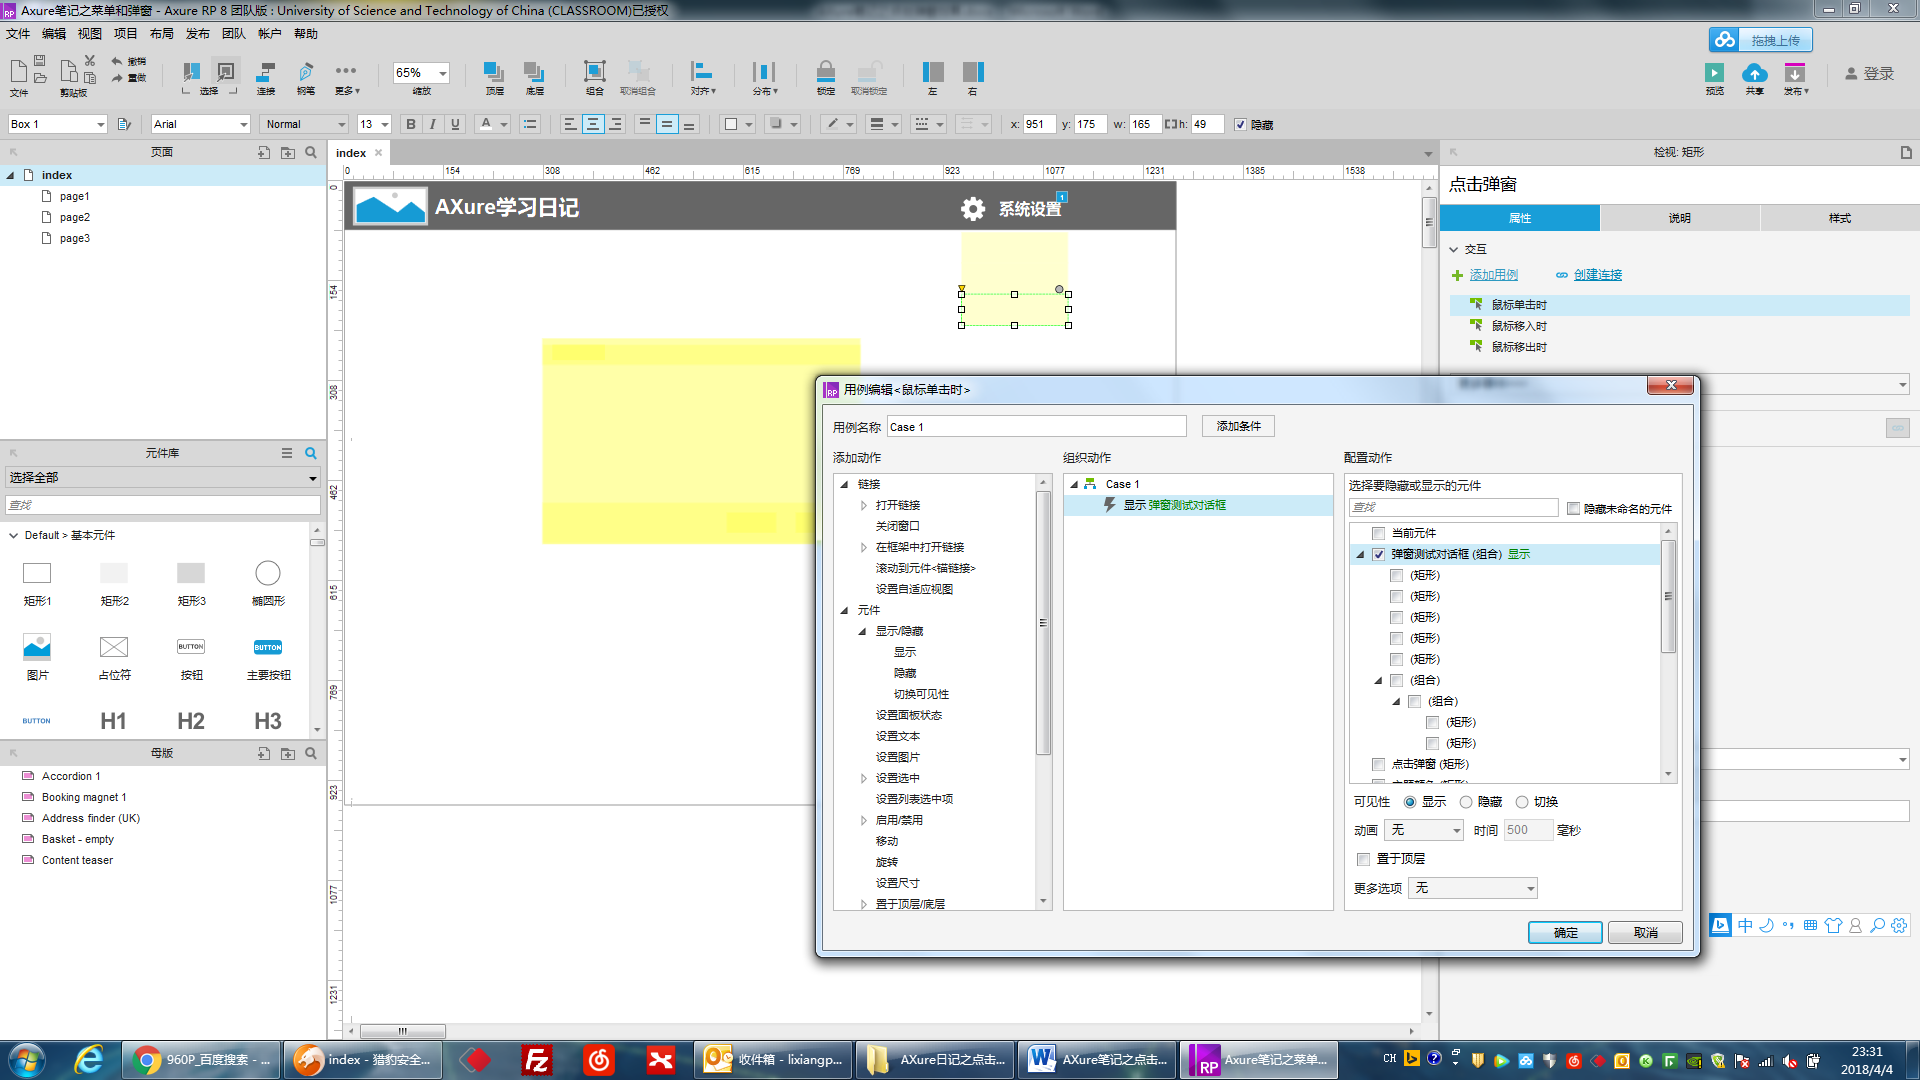 Axure笔记之菜单和弹窗 - Axure RP 8 团队版 : University of Science and Technology of China (CLASSROOM)已授权
文件 编辑 视图 项目 布局 发布 团队 帐户 帮助
拖拽上传
撤销
重做
文件 剪贴板 选择 连接 钢笔 更多 65% 缩放 顶层 底层 组合 取消组合 对齐 分布 锁定 取消锁定 左 右 预览 共享 发布 登录
Box 1 Arial Normal 13 B I U A x: 951 y: 175 w: 165 h: 49 隐藏
页面
index
page1
page2
page3
元件库
选择全部
查找
Default > 基本元件
矩形1 矩形2 矩形3 椭圆形
BUTTON BUTTON
图片 占位符 按钮 主要按钮
BUTTON H1 H2 H3
母版
Accordion 1
Booking magnet 1
Address finder (UK)
Basket - empty
Content teaser
index
0 154 308 462 615 769 923 1077 1231 1385 1538
0
154
308
462
615
769
923
1077
1231
AXure学习日记 系统设置 1
检视: 矩形
点击弹窗
属性 说明 样式
交互
添加用例 创建连接
鼠标单击时
鼠标移入时
鼠标移出时
用例编辑<鼠标单击时>
用例名称 Case 1 添加条件
添加动作 组织动作 配置动作
链接
打开链接
关闭窗口
在框架中打开链接
滚动到元件<锚链接>
设置自适应视图
元件
显示/隐藏
显示
隐藏
切换可见性
设置面板状态
设置文本
设置图片
设置选中
设置列表选中项
启用/禁用
移动
旋转
设置尺寸
置于顶层/底层
Case 1
显示 弹窗测试对话框
选择要隐藏或显示的元件
查找 隐藏未命名的元件
当前元件
弹窗测试对话框 (组合) 显示
(矩形)
(矩形)
(矩形)
(矩形)
(矩形)
(组合)
(组合)
(矩形)
(矩形)
点击弹窗 (矩形)
可见性 显示 隐藏 切换
动画 无 时间 500 毫秒
置于顶层
更多选项 无
确定 取消
中
960P_百度搜索 - ... index - 猎豹安全... 收件箱 - lixiangp... AXure日记之点击... AXure笔记之点击... Axure笔记之菜单... CH
23:31
2018/4/4